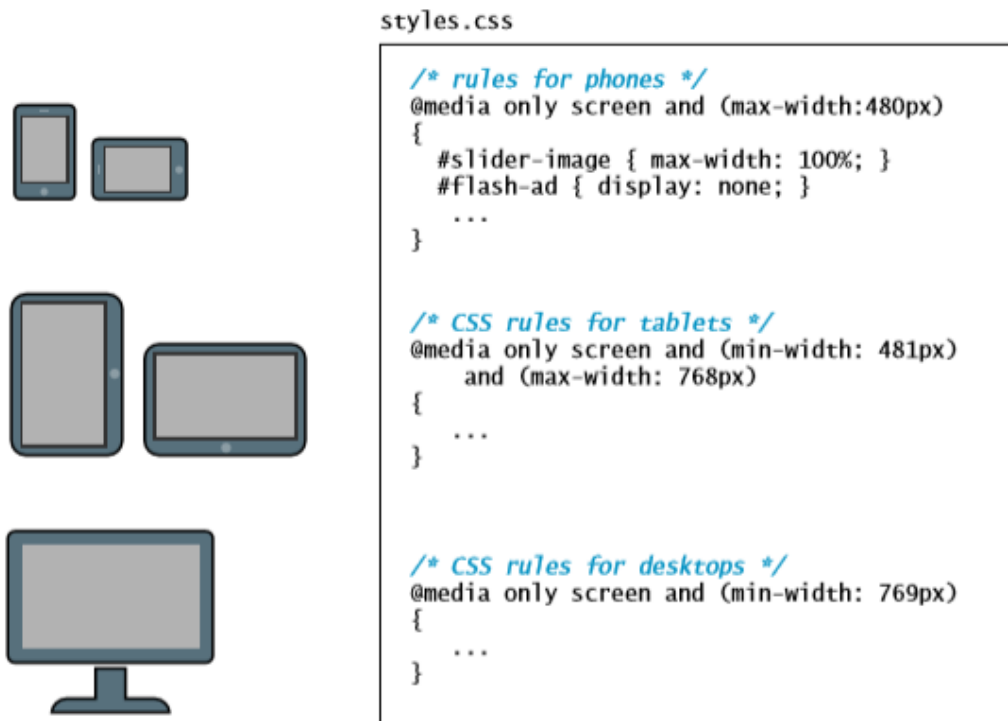 styles.css
/* rules for phones */
@media only screen and (max-width:480px)
{
#slider-image { max-width: 100%; }
#flash-ad { display: none; }
...
}
/* CSS rules for tablets */
@media only screen and (min-width: 481px)
and (max-width: 768px)
{
...
}
/* CSS rules for desktops */
@media only screen and (min-width: 769px)
{
...
}